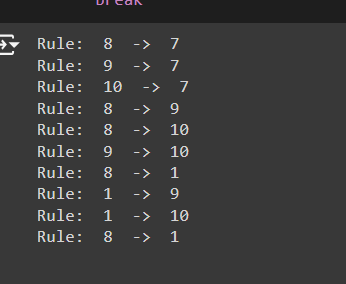 break
Rule:  8  ->  7
Rule:  9  ->  7
Rule:  10  ->  7
Rule:  8  ->  9
Rule:  8  ->  10
Rule:  9  ->  10
Rule:  8  ->  1
Rule:  1  ->  9
Rule:  1  ->  10
Rule:  8  ->  1